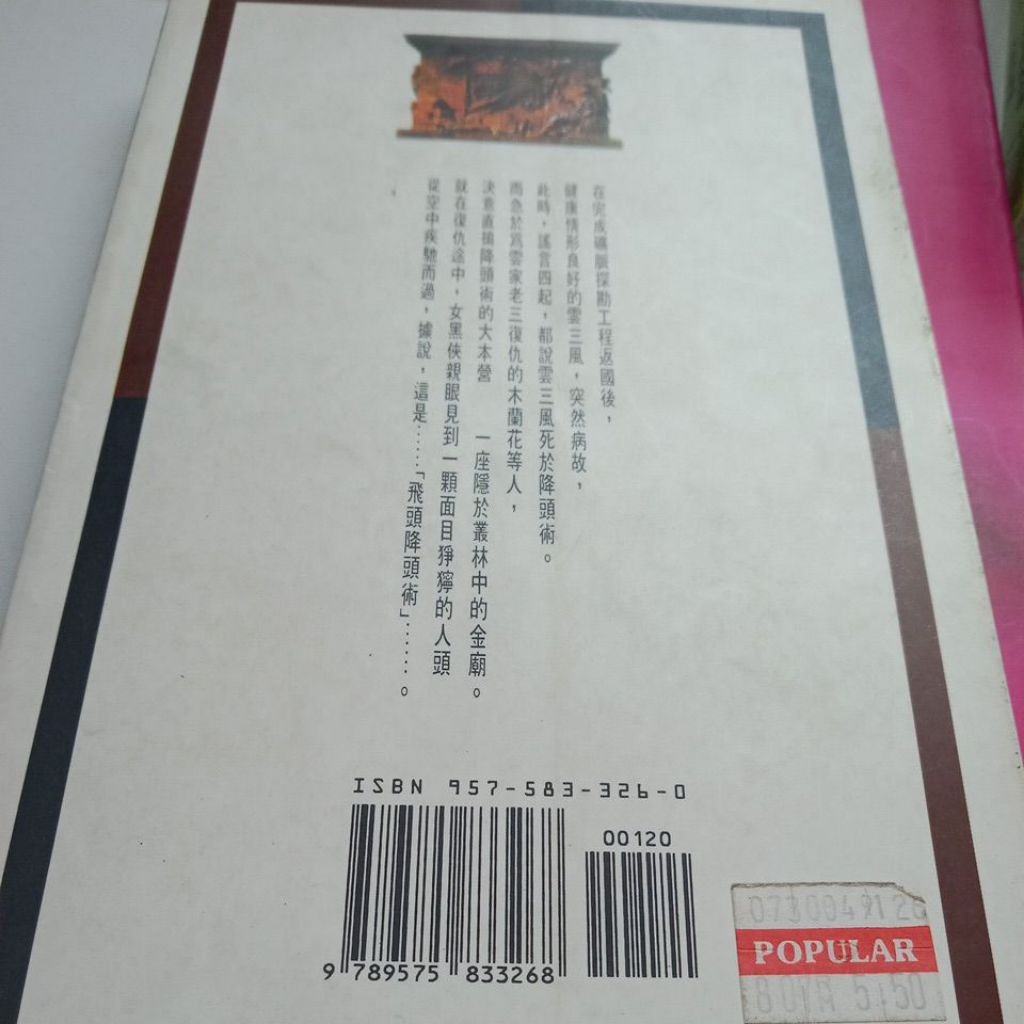 在完成礦脈探勘工程返國後，
健康情形良好的雲三風，突然病故，
此時，謠言四起，都說雲三風死於降頭術。
而急於為雲家老三復仇的木蘭花等人，
決意直搗降頭術的大本營　一座隱於叢林中的金廟。
就在復仇途中，女黑俠親眼見到一顆面目猙獰的人頭
從空中疾馳而過，據說，這是……「飛頭降頭術」……。
ISBN 957-583-326-0
00120
9 789575 833268
POPULAR